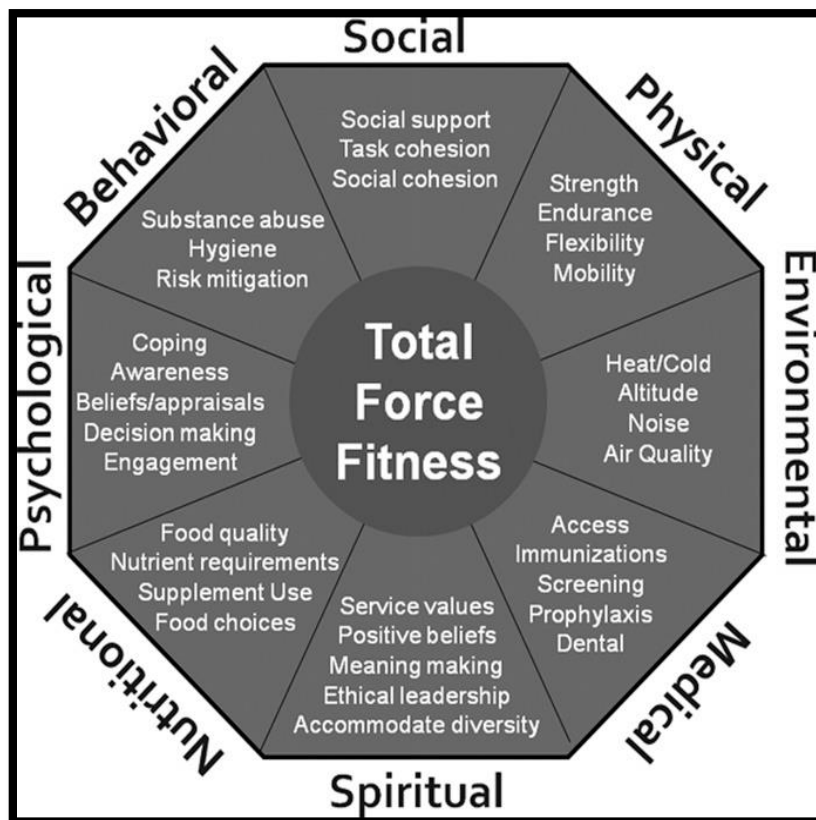 Social
Social support
Task cohesion
Social cohesion
Physical
Strength
Endurance
Flexibility
Mobility
Environmental
Heat/Cold
Altitude
Noise
Air Quality
Medical
Access
Immunizations
Screening
Prophylaxis
Dental
Spiritual
Service values
Positive beliefs
Meaning making
Ethical leadership
Accommodate diversity
Nutritional
Food quality
Nutrient requirements
Supplement Use
Food choices
Psychological
Coping
Awareness
Beliefs/appraisals
Decision making
Engagement
Behavioral
Substance abuse
Hygiene
Risk mitigation
Total
Force
Fitness